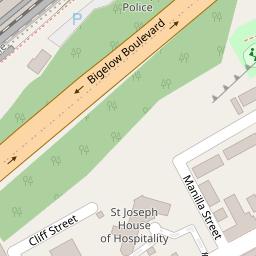 Police
P
Bigelow Boulevard
Manilla Street
St Joseph
House
of Hospitality
Cliff Street